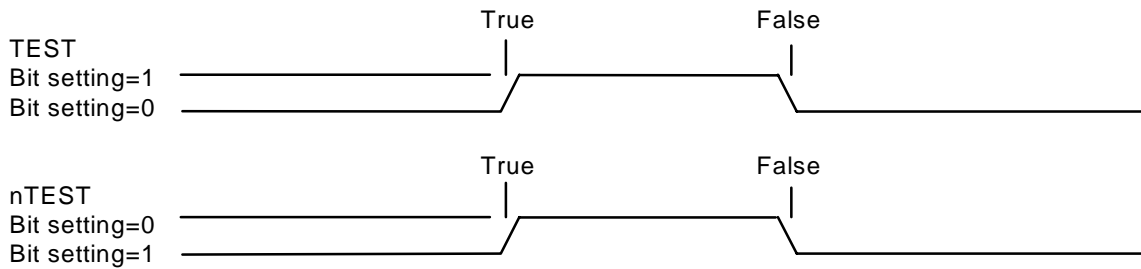 True False
TEST
Bit setting=1
Bit setting=0
True False
nTEST
Bit setting=0
Bit setting=1